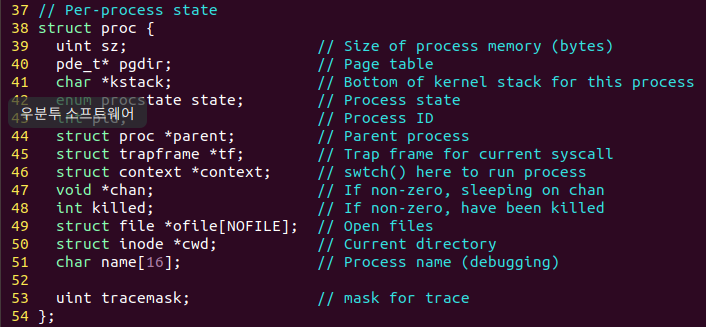 37 // Per-process state
38 struct proc {
39 uint sz; // Size of process memory (bytes)
40 pde_t* pgdir; // Page table
41 char *kstack; // Bottom of kernel stack for this process
42 enum procstate state; // Process state
우분투 소프트웨어
// Process ID
44 struct proc *parent; // Parent process
45 struct trapframe *tf; // Trap frame for current syscall
46 struct context *context; // swtch() here to run process
47 void *chan; // If non-zero, sleeping on chan
48 int killed; // If non-zero, have been killed
49 struct file *ofile[NOFILE]; // Open files
50 struct inode *cwd; // Current directory
51 char name[16]; // Process name (debugging)
52
53 uint tracemask; // mask for trace
54 };